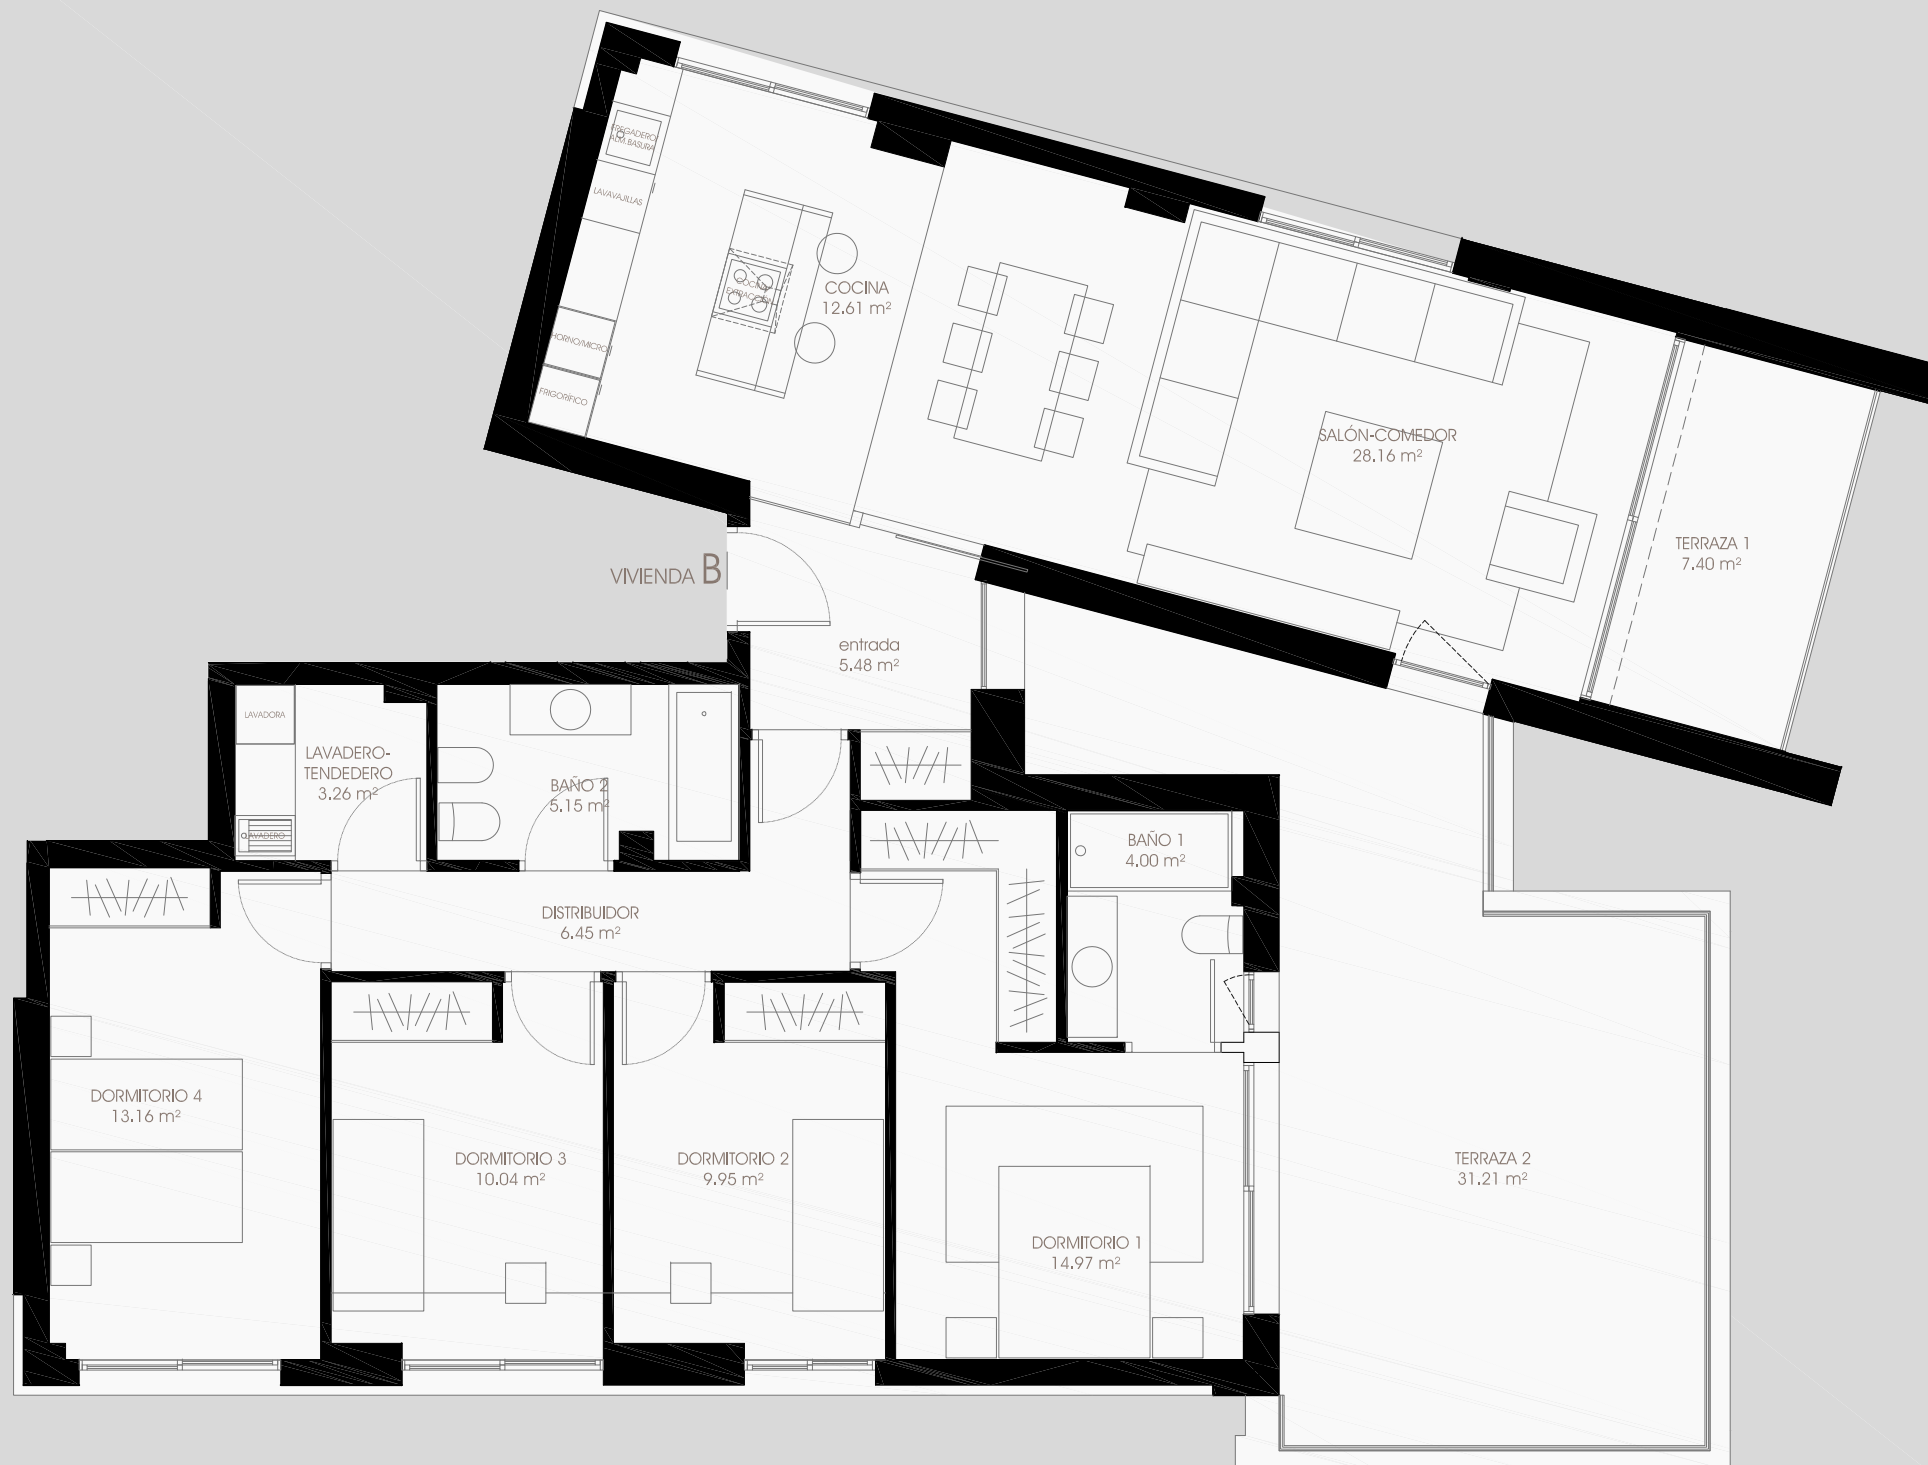 FREGADERO
ALM.BASURA
LAVAVAJILLAS
COCINA
EXTRACCIÓN
HORNO/MICRO
FRIGORÍFICO
COCINA
12.61 m²
SALÓN-COMEDOR
28.16 m²
TERRAZA 1
7.40 m²
VIVIENDA B
entrada
5.48 m²
LAVADORA
LAVADERO-
TENDEDERO
3.26 m²
LAVADERO
BAÑO 2
5.15 m²
BAÑO 1
4.00 m²
DISTRIBUIDOR
6.45 m²
DORMITORIO 4
13.16 m²
DORMITORIO 3
10.04 m²
DORMITORIO 2
9.95 m²
DORMITORIO 1
14.97 m²
TERRAZA 2
31.21 m²